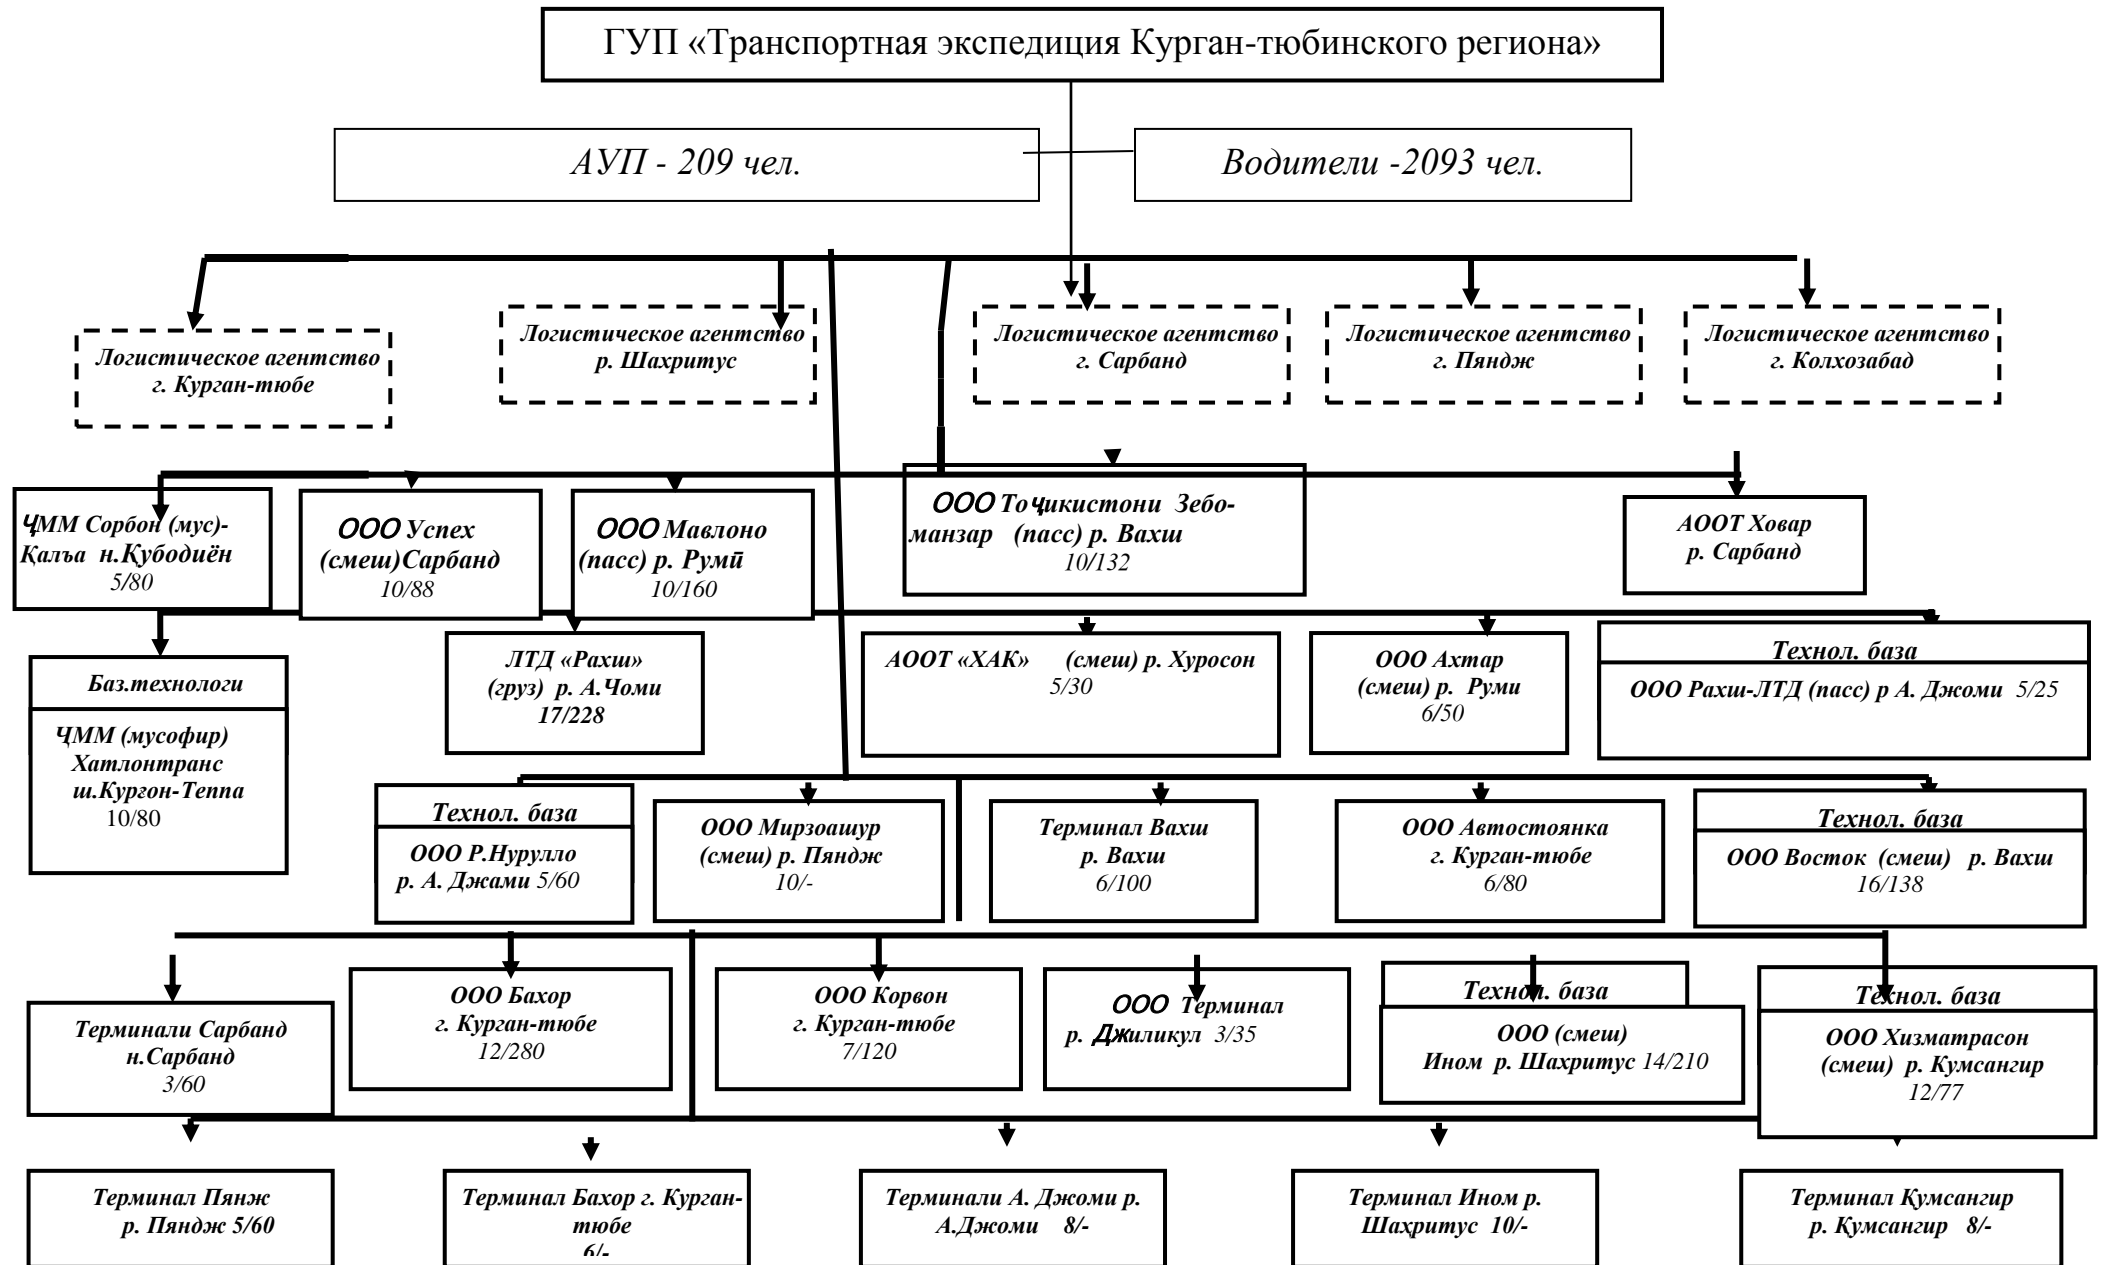 ГУП «Транспортная экспедиция Курган-тюбинского региона»
АУП - 209 чел.
Водители -2093 чел.
Логистическое агентство
г. Курган-тюбе
Логистическое агентство
р. Шахритус
Логистическое агентство
г. Сарбанд
Логистическое агентство
г. Пяндж
Логистическое агентство
г. Колхозабад
ҶММ Сорбон (мус)-
Қалъа н.Қубодиён
5/80
ООО Успех
(смеш)Сарбанд
10/88
ООО Мавлоно
(пасс) р. Румӣ
10/160
ООО Тоҷикистони Зебо-
манзар (пасс) р. Вахш
10/132
АООТ Ховар
р. Сарбанд
Баз.технологи
ҶММ (мусофир)
Хатлонтранс
ш.Курғон-Теппа
10/80
ЛТД «Рахш»
(груз) р. А.Чоми
17/228
АООТ «ХАК» (смеш) р. Хуросон
5/30
ООО Ахтар
(смеш) р. Руми
6/50
Технол. база
ООО Рахш-ЛТД (пасс) р А. Джоми 5/25
Технол. база
ООО Р.Нурулло
р. А. Джами 5/60
ООО Мирзоашур
(смеш) р. Пяндж
10/-
Терминал Вахш
р. Вахш
6/100
ООО Автостоянка
г. Курган-тюбе
6/80
Технол. база
ООО Восток (смеш) р. Вахш
16/138
Терминали Сарбанд
н.Сарбанд
3/60
ООО Бахор
г. Курган-тюбе
12/280
ООО Корвон
г. Курган-тюбе
7/120
ООО Терминал
р. Джиликул 3/35
Технол. база
ООО (смеш)
Ином р. Шахритус 14/210
Технол. база
ООО Хизматрасон
(смеш) р. Кумсангир
12/77
Терминал Пянж
р. Пяндж 5/60
Терминал Бахор г. Курган-
тюбе
6/-
Терминали А. Джоми р.
А.Джоми 8/-
Терминал Ином р.
Шаҳритус 10/-
Терминал Қумсангир
р. Қумсангир 8/-